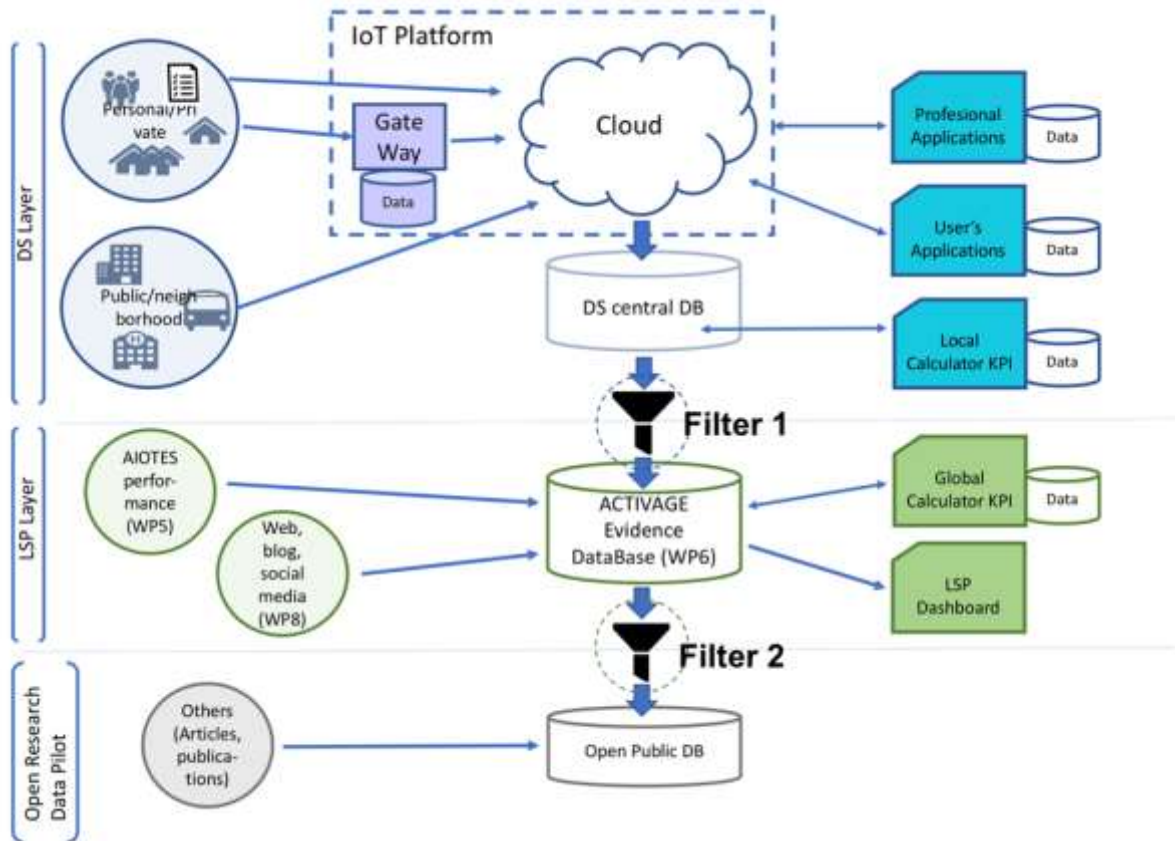 IoT Platform
Personal/Pri
vate
Gate
Way
Data
Cloud
Profesional
Applications
Data
DS Layer
User's
Applications
Data
Public/neigh
borhood
H
DS central DB
Local
Calculator KPI
Data
Filter 1
LSP Layer
AIOTES
perfor-
mance
(WP5)
Web,
blog,
social
media
(WP8)
ACTIVAGE
Evidence
DataBase (WP6)
Global
Calculator KPI
Data
LSP
Dashboard
Filter 2
Open Research
Data Pilot
Others
(Articles,
publica-
tions)
Open Public DB